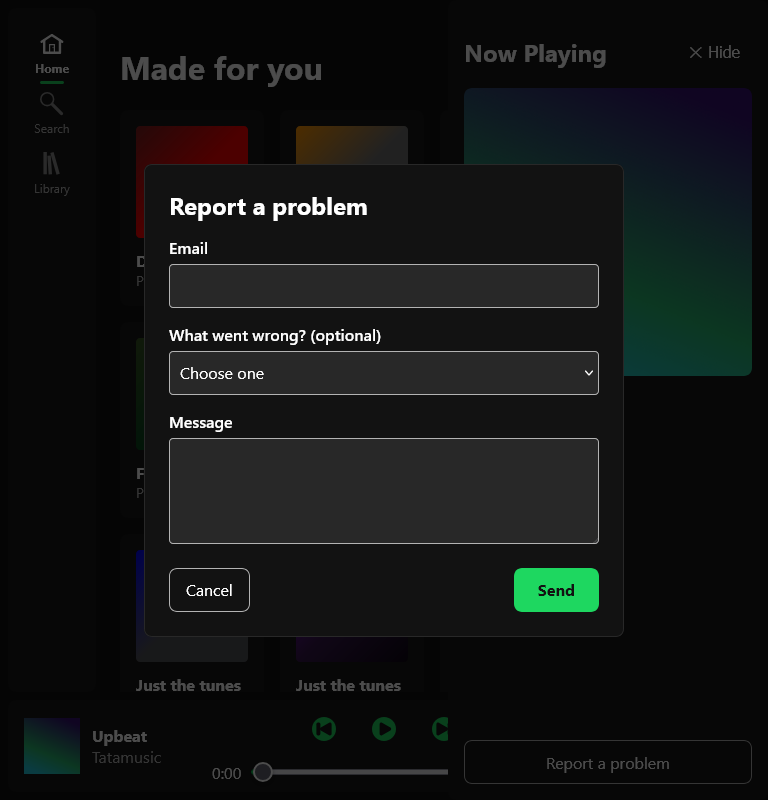 Home
Search
Library
Made for you
Now Playing
Hide
Report a problem
Email
What went wrong? (optional)
Choose one
Message
Cancel
Send
Just the tunes
Just the tunes
Upbeat
Tatamusic
0:00
Report a problem